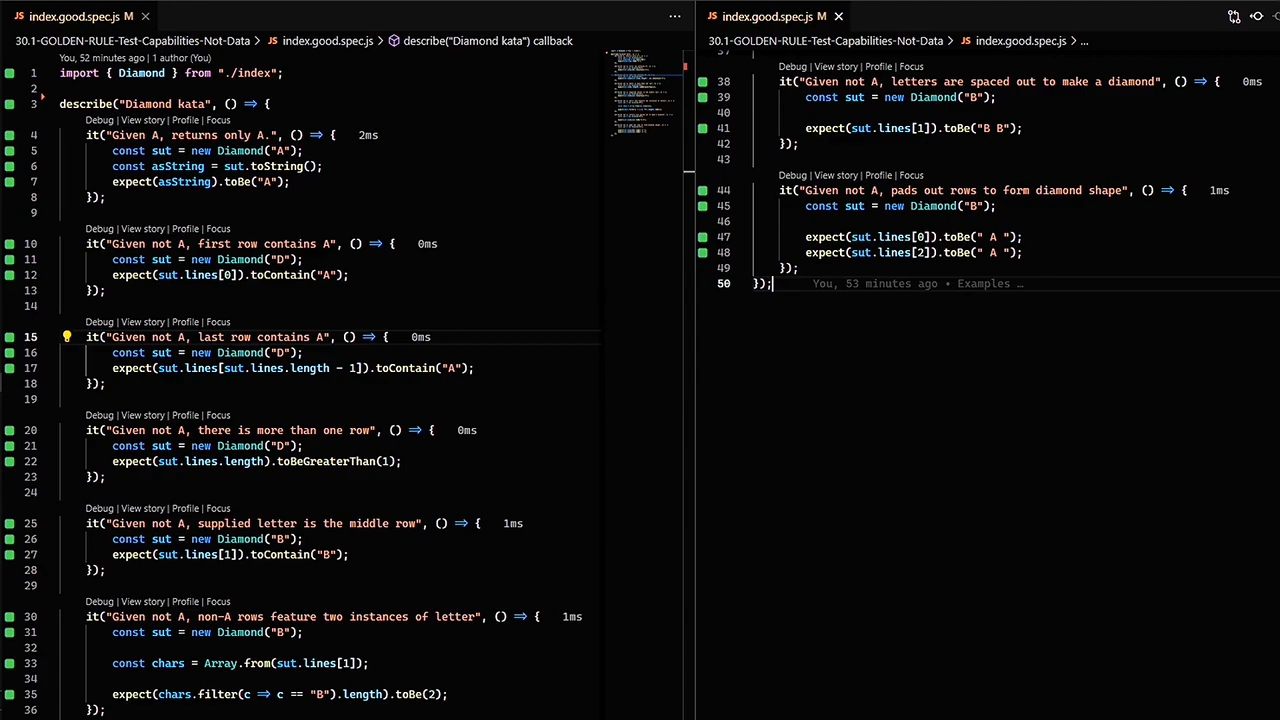 JS index.good.spec.js M
30.1-GOLDEN-RULE-Test-Capabilities-Not-Data > JS index.good.spec.js > describe("Diamond kata") callback
You, 52 minutes ago | 1 author (You)
1 import { Diamond } from "./index";
2
3 describe("Diamond kata", () => {
Debug | View story | Profile | Focus
4 it("Given A, returns only A.", () => { 2ms
5 const sut = new Diamond("A");
6 const asString = sut.toString();
7 expect(asString).toBe("A");
8 });
9
Debug | View story | Profile | Focus
10 it("Given not A, first row contains A", () => { 0ms
11 const sut = new Diamond("D");
12 expect(sut.lines[0]).toContain("A");
13 });
14
Debug | View story | Profile | Focus
15 it("Given not A, last row contains A", () => { 0ms
16 const sut = new Diamond("D");
17 expect(sut.lines[sut.lines.length - 1]).toContain("A");
18 });
19
Debug | View story | Profile | Focus
20 it("Given not A, there is more than one row", () => { 0ms
21 const sut = new Diamond("D");
22 expect(sut.lines.length).toBeGreaterThan(1);
23 });
24
Debug | View story | Profile | Focus
25 it("Given not A, supplied letter is the middle row", () => { 1ms
26 const sut = new Diamond("B");
27 expect(sut.lines[1]).toContain("B");
28 });
29
Debug | View story | Profile | Focus
30 it("Given not A, non-A rows feature two instances of letter", () => { 1ms
31 const sut = new Diamond("B");
32
33 const chars = Array.from(sut.lines[1]);
34
35 expect(chars.filter(c => c == "B").length).toBe(2);
36 });
JS index.good.spec.js M
30.1-GOLDEN-RULE-Test-Capabilities-Not-Data > JS index.good.spec.js > ...
37
Debug | View story | Profile | Focus
38 it("Given not A, letters are spaced out to make a diamond", () => { 0ms
39 const sut = new Diamond("B");
40
41 expect(sut.lines[1]).toBe("B B");
42 });
43
Debug | View story | Profile | Focus
44 it("Given not A, pads out rows to form diamond shape", () => { 1ms
45 const sut = new Diamond("B");
46
47 expect(sut.lines[0]).toBe(" A ");
48 expect(sut.lines[2]).toBe(" A ");
49 });
50 }); You, 53 minutes ago • Examples …